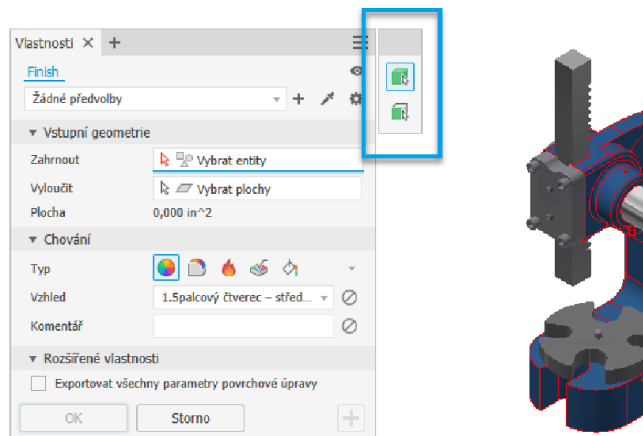 Vlastnosti
Finish
Žádné předvolby
Vstupní geometrie
Zahrnout Vybrat entity
Vyloučit Vybrat plochy
Plocha 0,000 in^2
Chování
Typ
Vzhled 1.5palcový čtverec – střed...
Komentář
Rozšířené vlastnosti
Exportovat všechny parametry povrchové úpravy
OK Storno